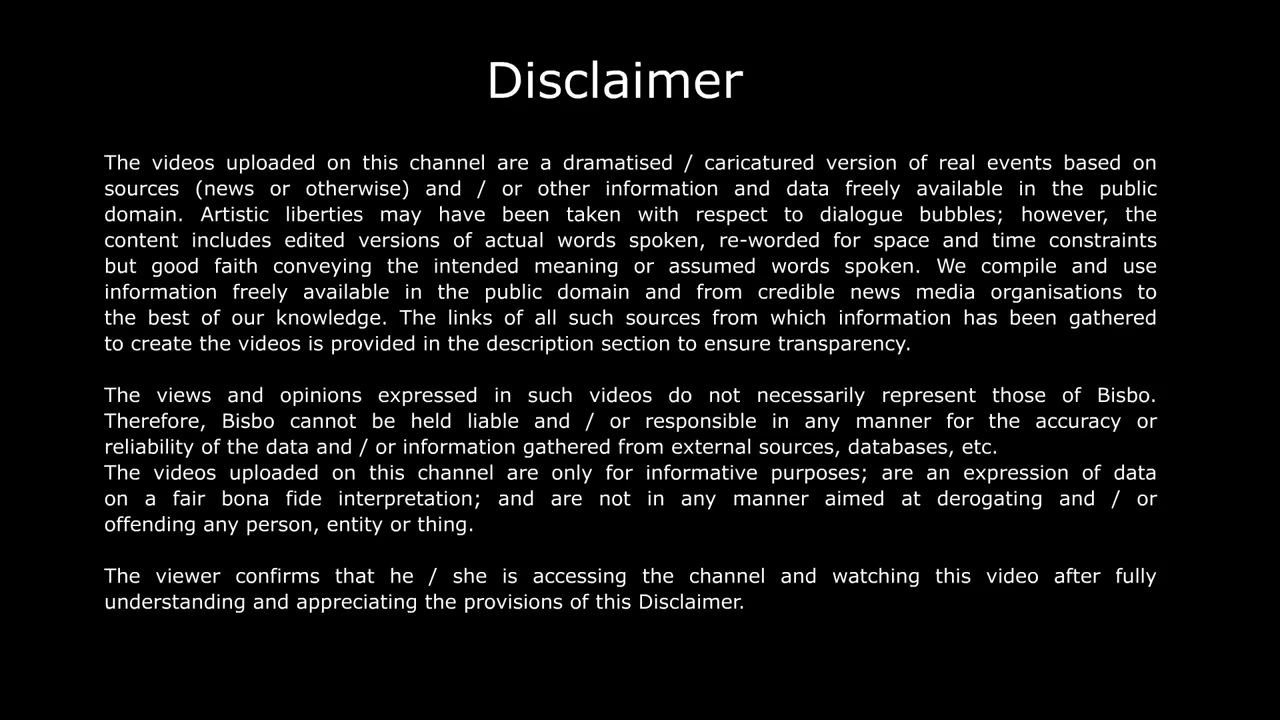 Disclaimer
The videos uploaded on this channel are a dramatised / caricatured version of real events based on
sources (news or otherwise) and / or other information and data freely available in the public
domain. Artistic liberties may have been taken with respect to dialogue bubbles; however, the
content includes edited versions of actual words spoken, re-worded for space and time constraints
but good faith conveying the intended meaning or assumed words spoken. We compile and use
information freely available in the public domain and from credible news media organisations to
the best of our knowledge. The links of all such sources from which information has been gathered
to create the videos is provided in the description section to ensure transparency.
The views and opinions expressed in such videos do not necessarily represent those of Bisbo.
Therefore, Bisbo cannot be held liable and / or responsible in any manner for the accuracy or
reliability of the data and / or information gathered from external sources, databases, etc.
The videos uploaded on this channel are only for informative purposes; are an expression of data
on a fair bona fide interpretation; and are not in any manner aimed at derogating and / or
offending any person, entity or thing.
The viewer confirms that he / she is accessing the channel and watching this video after fully
understanding and appreciating the provisions of this Disclaimer.